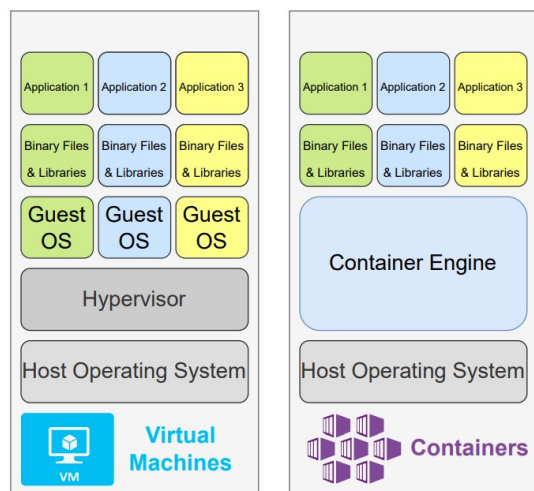 Application 1
Application 2
Application 3
Binary Files
& Libraries
Binary Files
& Libraries
Binary Files
& Libraries
Guest
OS
Guest
OS
Guest
OS
Hypervisor
Host Operating System
VM
Virtual
Machines
Application 1
Application 2
Application 3
Binary Files
& Libraries
Binary Files
& Libraries
Binary Files
& Libraries
Container Engine
Host Operating System
Containers